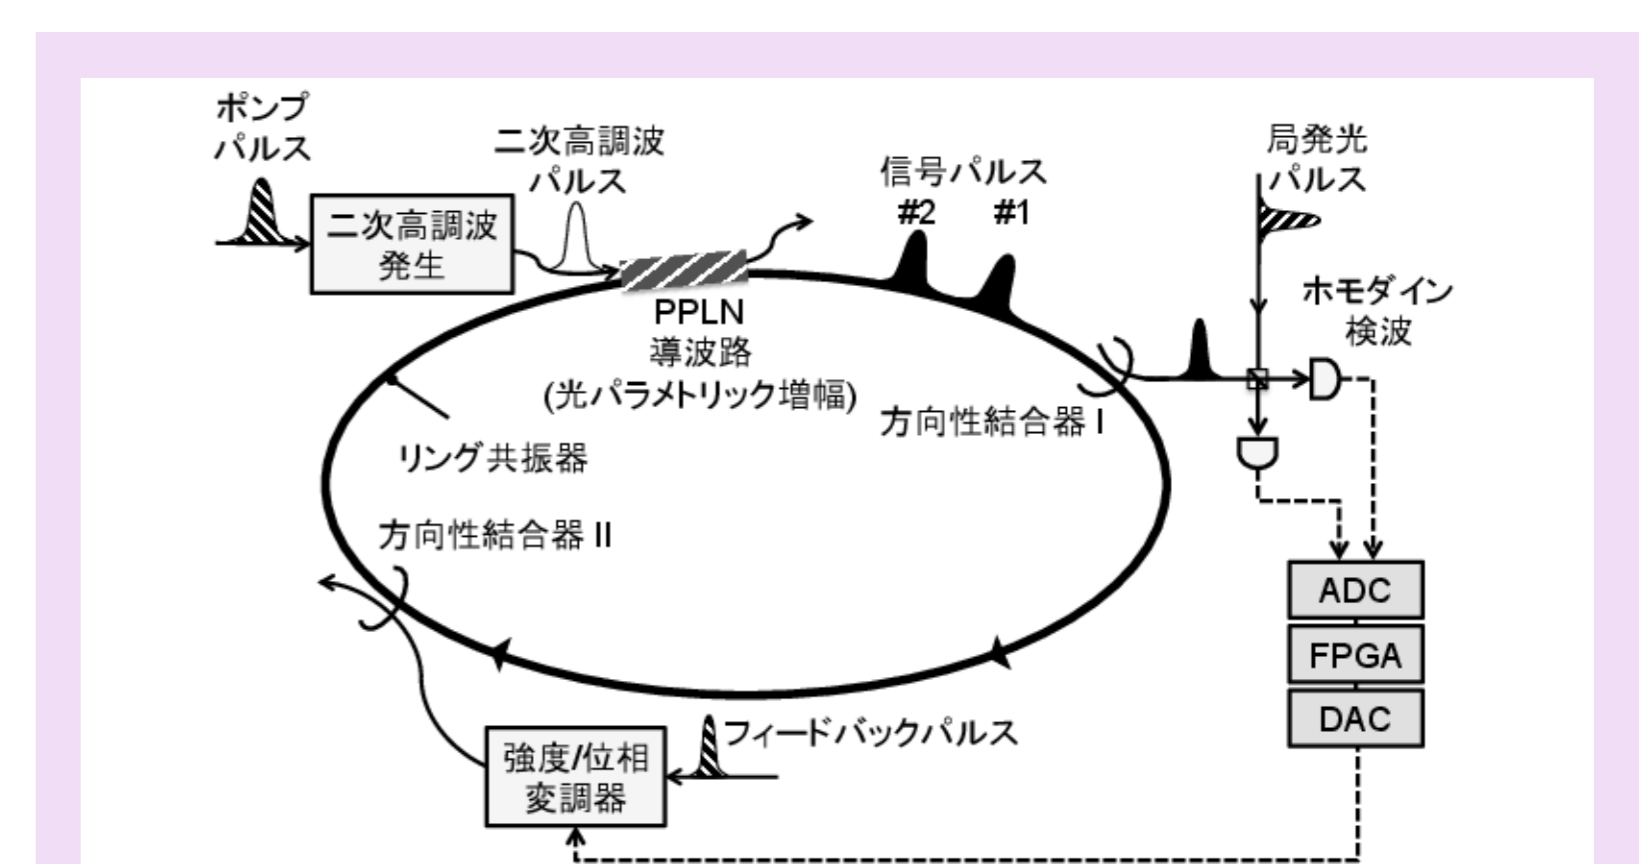 ポンプ
パルス
二次高調波
発生
二次高調波
パルス
信号パルス
#2 #1
局発光
パルス
PPLN
導波路
(光パラメトリック増幅)
ホモダイン
検波
方向性結合器 I
リング共振器
方向性結合器 II
ADC
FPGA
DAC
フィードバックパルス
強度/位相
変調器